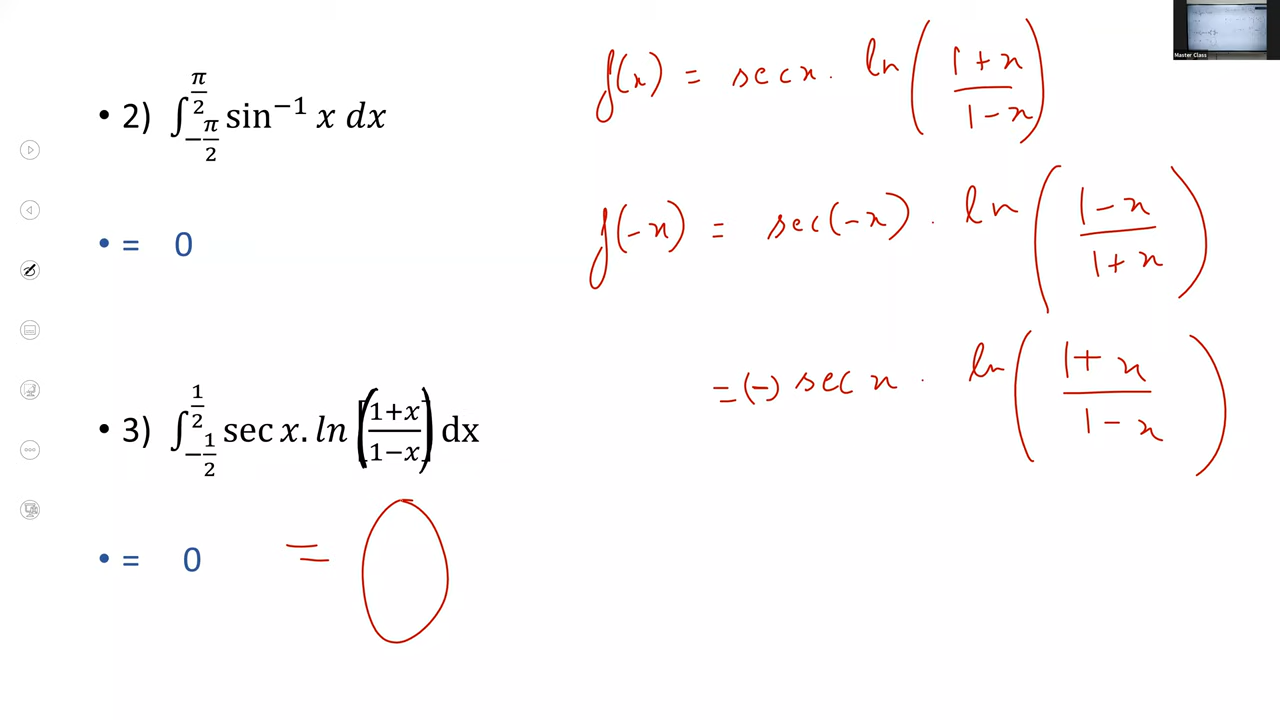 • 2) ∫_{-π/2}^{π/2} sin⁻¹ x dx
• = 0
• 3) ∫_{-1/2}^{1/2} sec x. ln [(1+x)/(1−x)] dx
• = 0 = 0
f(x) = sec x . ln ((1+x)/(1−x))
f(-x) = sec(-x) . ln ((1−x)/(1+x))
= (-) sec x . ln ((1+x)/(1−x))
Master Class